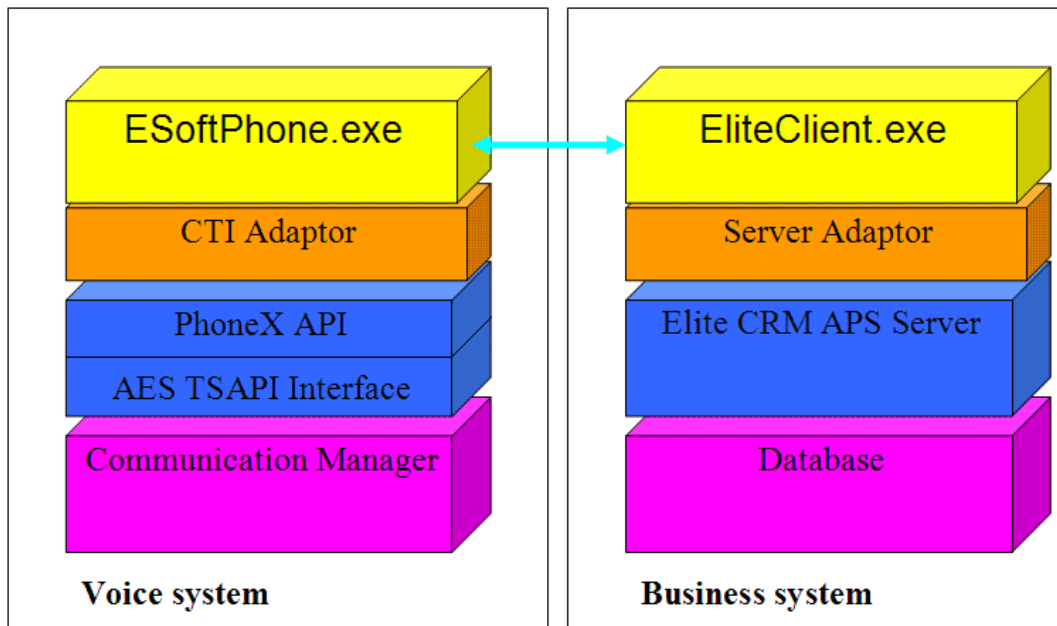 ESoftPhone.exe
CTI Adaptor
PhoneX API
AES TSAPI Interface
Communication Manager
Voice system
EliteClient.exe
Server Adaptor
Elite CRM APS Server
Database
Business system